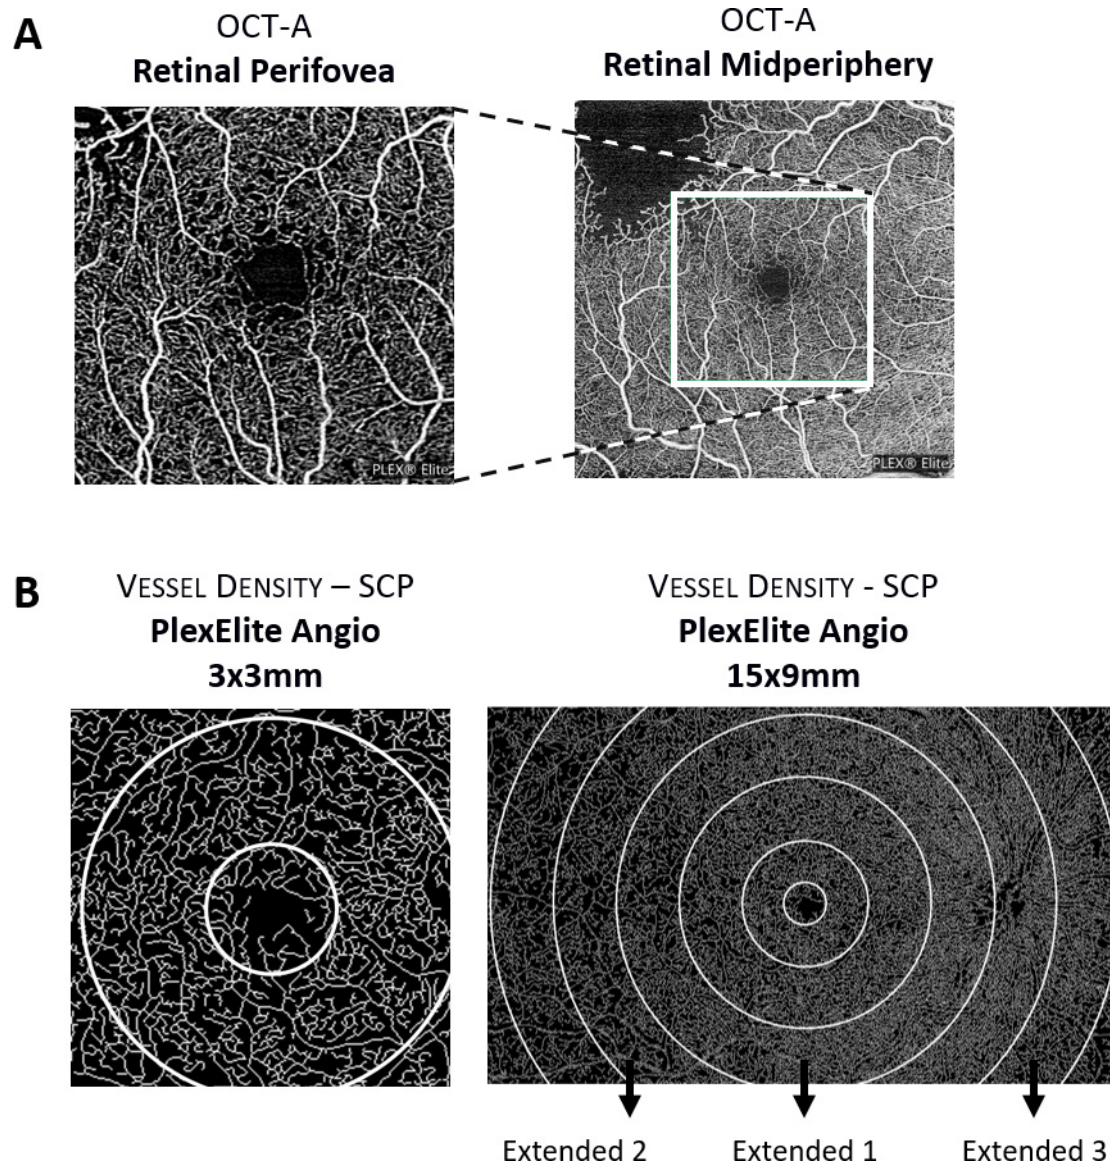 A
OCT-A
Retinal Perifovea
OCT-A
Retinal Midperiphery
PLEX® Elite
PLEX® Elite
B
VESSEL DENSITY – SCP
PlexElite Angio
3x3mm
VESSEL DENSITY - SCP
PlexElite Angio
15x9mm
Extended 2
Extended 1
Extended 3